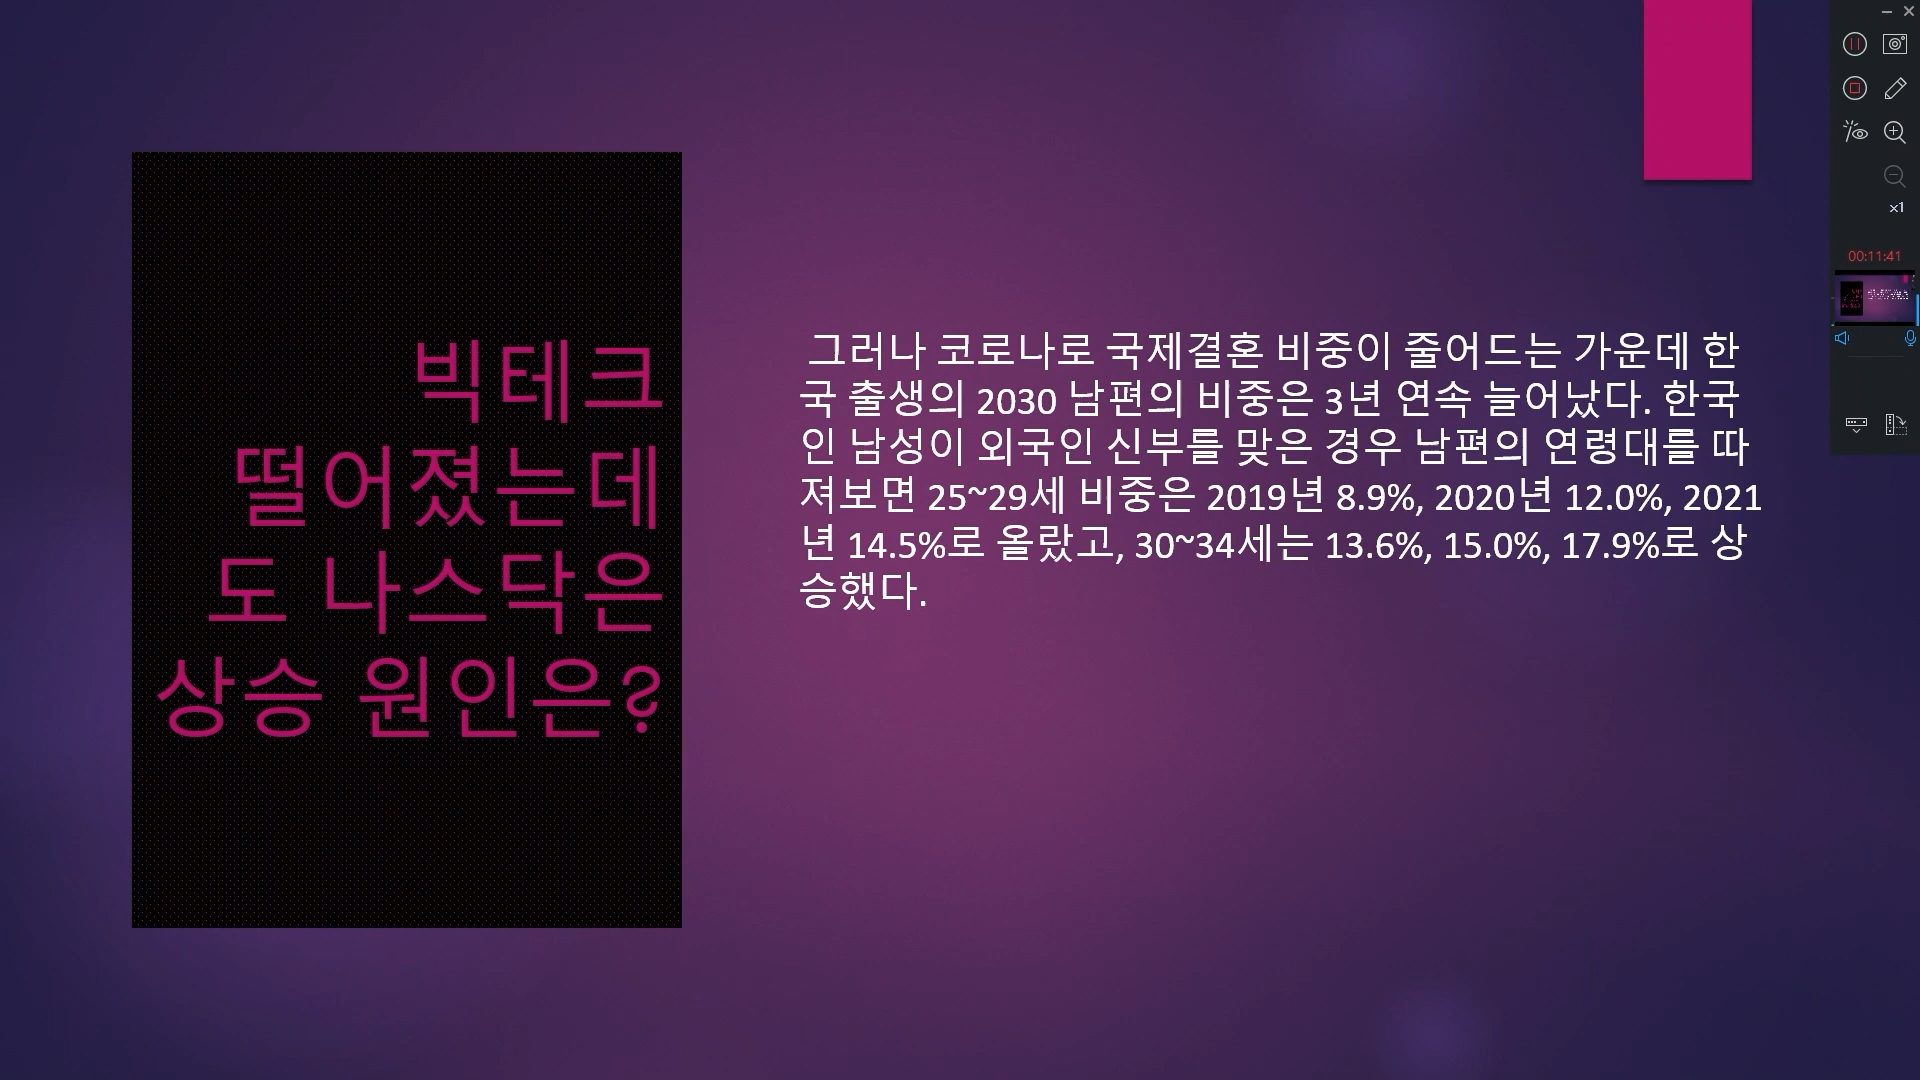 빅테크
떨어졌는데
도 나스닥은
상승 원인은?
그러나 코로나로 국제결혼 비중이 줄어드는 가운데 한
국 출생의 2030 남편의 비중은 3년 연속 늘어났다. 한국
인 남성이 외국인 신부를 맞은 경우 남편의 연령대를 따
져보면 25~29세 비중은 2019년 8.9%, 2020년 12.0%, 2021
년 14.5%로 올랐고, 30~34세는 13.6%, 15.0%, 17.9%로 상
승했다.
x1
00:11:41